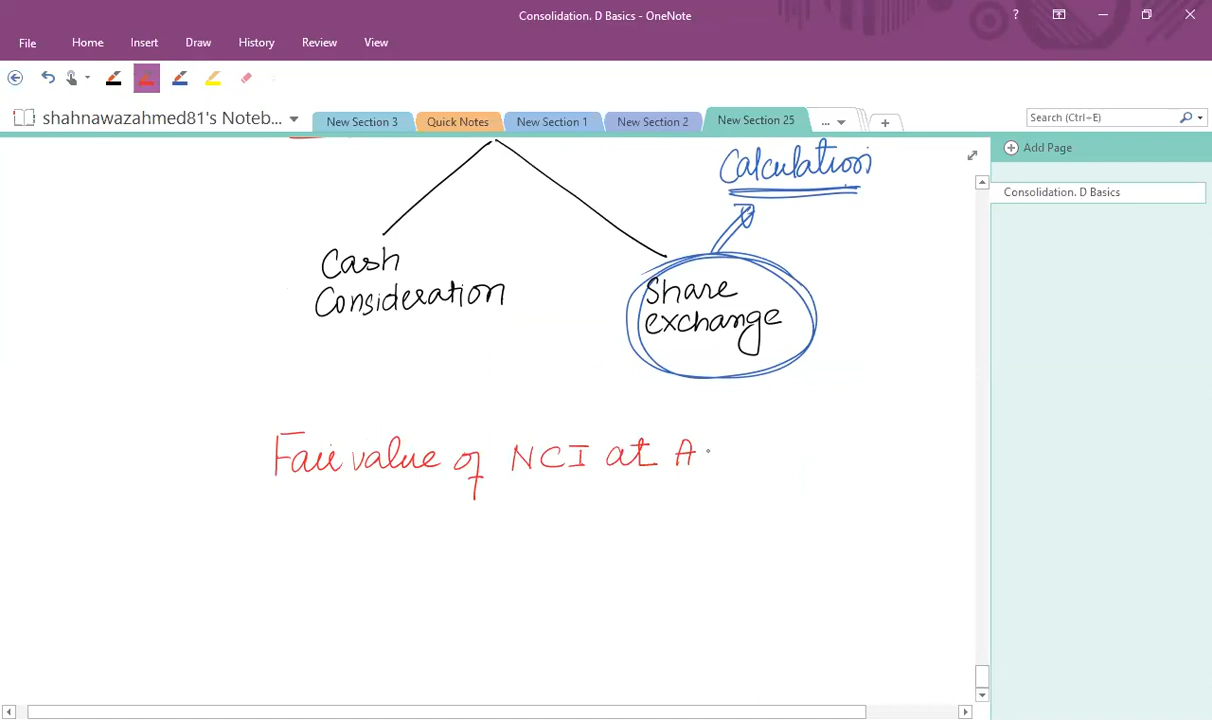 Consolidation. D Basics - OneNote
?
File Home Insert Draw History Review View
shahnawazahmed81's Noteb...
New Section 3
Quick Notes
New Section 1
New Section 2
New Section 25
...
Search (Ctrl+E)
Add Page
Consolidation. D Basics
Calculation
Cash
Consideration
Share
exchange
Fair value of NCI at A